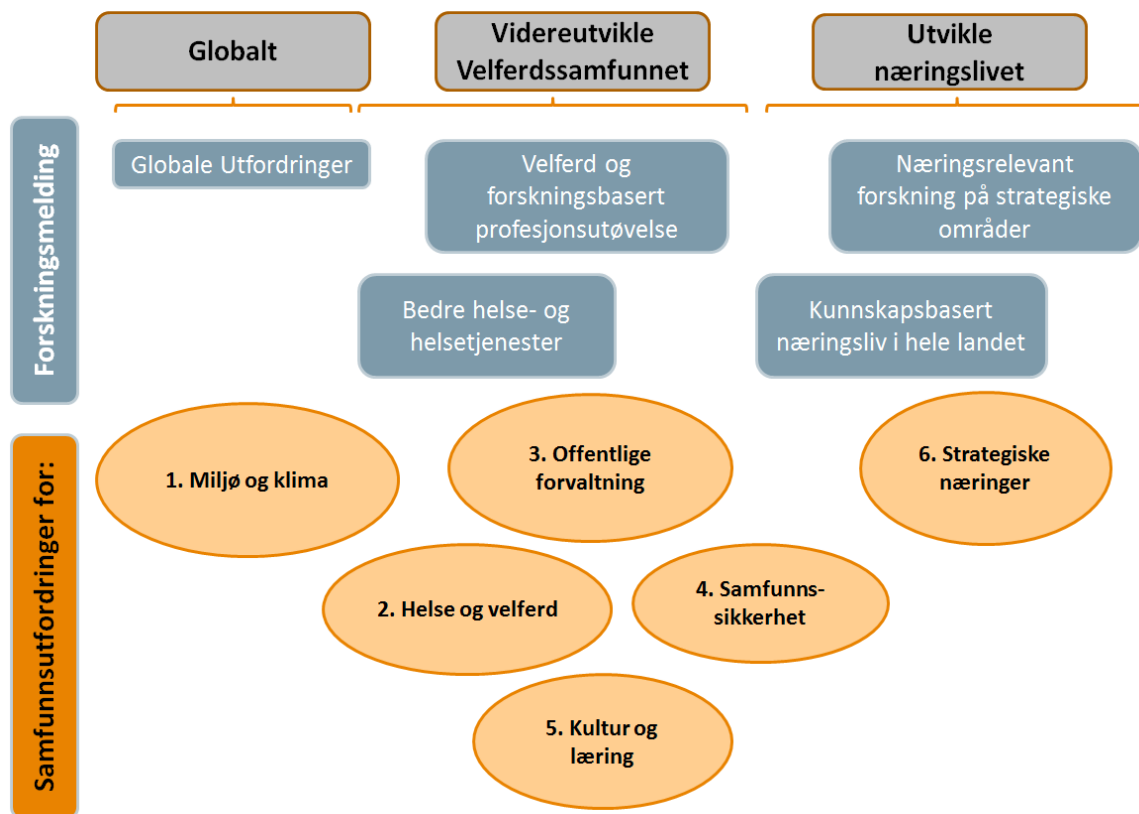 Globalt
Videreutvikle
Velferdssamfunnet
Utvikle
næringslivet
Forskningsmelding
Globale Utfordringer
Velferd og
forskningsbasert
profesjonsutøvelse
Næringsrelevant
forskning på strategiske
områder
Bedre helse- og
helsetjenester
Kunnskapsbasert
næringsliv i hele landet
Samfunnsutfordringer for:
1. Miljø og klima
3. Offentlige
forvaltning
6. Strategiske
næringer
2. Helse og velferd
4. Samfunns-
sikkerhet
5. Kultur og
læring